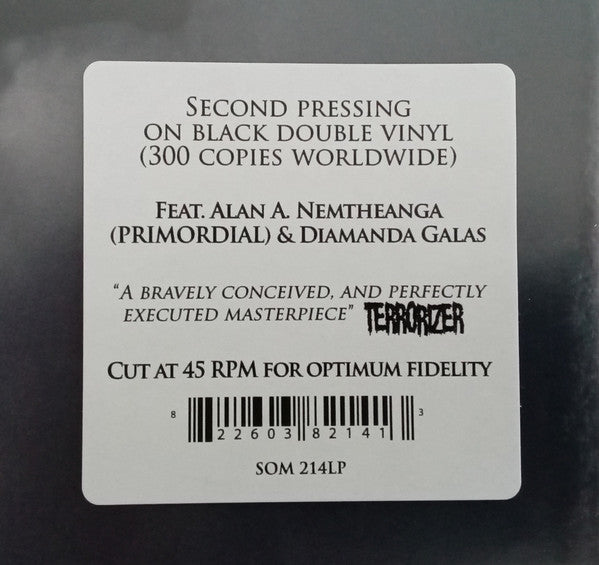 SECOND PRESSING
ON BLACK DOUBLE VINYL
(300 COPIES WORLDWIDE)
FEAT. ALAN A. NEMTHEANGA
(PRIMORDIAL) & DIAMANDA GALAS
“A BRAVELY CONCEIVED, AND PERFECTLY
EXECUTED MASTERPIECE” TERRORIZER
CUT AT 45 RPM FOR OPTIMUM FIDELITY
8 22603 82141 3
SOM 214LP